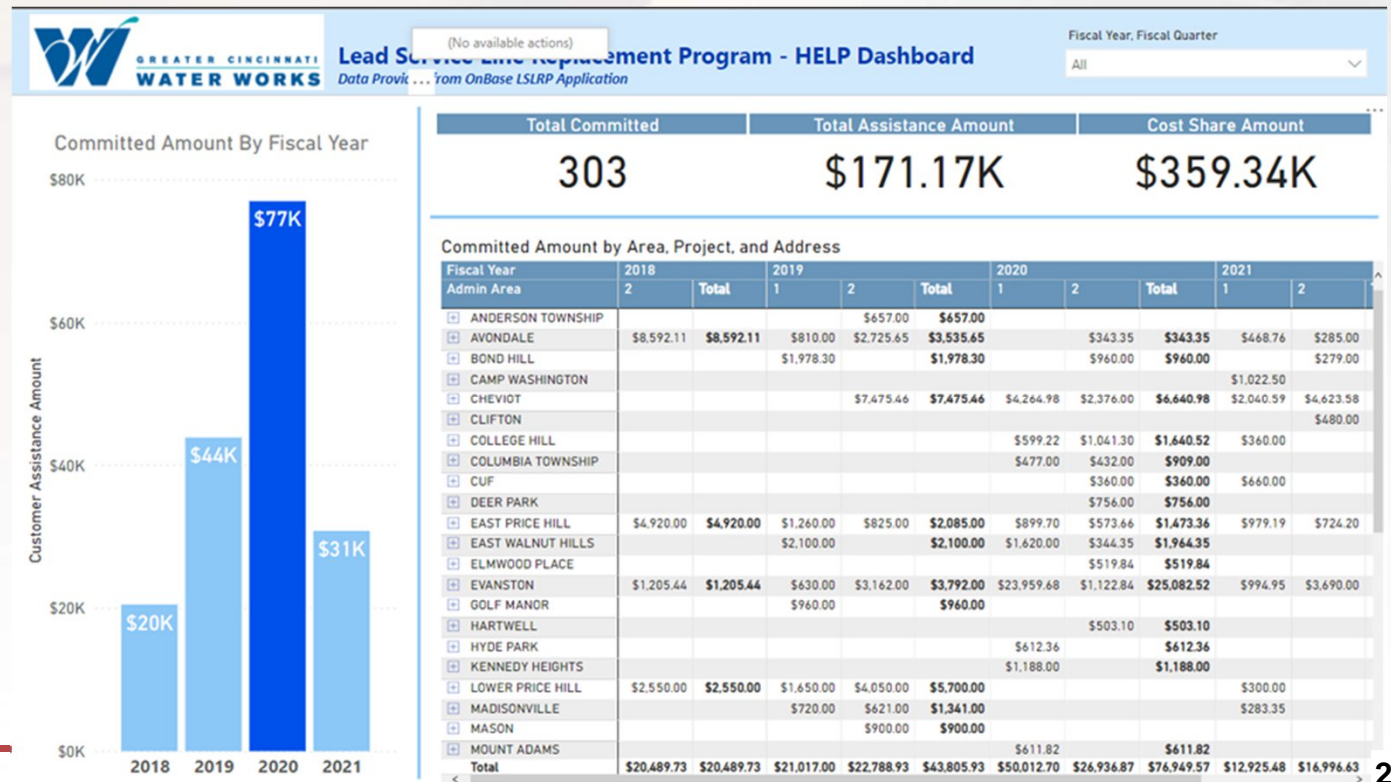 GREATER CINCINNATI
WATER WORKS
(No available actions)
Lead Service Line Replacement Program - HELP Dashboard
Data Provi ... from OnBase LSLRP Application
Fiscal Year, Fiscal Quarter
All
Committed Amount By Fiscal Year
Customer Assistance Amount
$80K
$60K
$40K
$20K
$0K
$20K
$44K
$77K
$31K
2018 2019 2020 2021
Total Committed Total Assistance Amount Cost Share Amount
303 $171.17K $359.34K
Committed Amount by Area, Project, and Address
Fiscal Year 2018 2019 2020 2021
Admin Area 2 Total 1 2 Total 1 2 Total 1 2
ANDERSON TOWNSHIP $657.00 $657.00
AVONDALE $8,592.11 $8,592.11 $810.00 $2,725.65 $3,535.65 $343.35 $343.35 $468.76 $285.00
BOND HILL $1,978.30 $1,978.30 $960.00 $960.00 $279.00
CAMP WASHINGTON $1,022.50
CHEVIOT $7,475.46 $7,475.46 $4,264.98 $2,376.00 $6,640.98 $2,040.59 $4,623.58
CLIFTON $480.00
COLLEGE HILL $599.22 $1,041.30 $1,640.52 $360.00
COLUMBIA TOWNSHIP $477.00 $432.00 $909.00
CUF $360.00 $360.00 $660.00
DEER PARK $756.00 $756.00
EAST PRICE HILL $4,920.00 $4,920.00 $1,260.00 $825.00 $2,085.00 $899.70 $573.66 $1,473.36 $979.19 $724.20
EAST WALNUT HILLS $2,100.00 $2,100.00 $1,620.00 $344.35 $1,964.35
ELMWOOD PLACE $519.84 $519.84
EVANSTON $1,205.44 $1,205.44 $630.00 $3,162.00 $3,792.00 $23,959.68 $1,122.84 $25,082.52 $994.95 $3,690.00
GOLF MANOR $960.00 $960.00
HARTWELL $503.10 $503.10
HYDE PARK $612.36 $612.36
KENNEDY HEIGHTS $1,188.00 $1,188.00
LOWER PRICE HILL $2,550.00 $2,550.00 $1,650.00 $4,050.00 $5,700.00 $300.00
MADISONVILLE $720.00 $621.00 $1,341.00 $283.35
MASON $900.00 $900.00
MOUNT ADAMS $611.82 $611.82
Total $20,489.73 $20,489.73 $21,017.00 $22,788.93 $43,805.93 $50,012.70 $26,936.87 $76,949.57 $12,925.48 $16,996.63
2